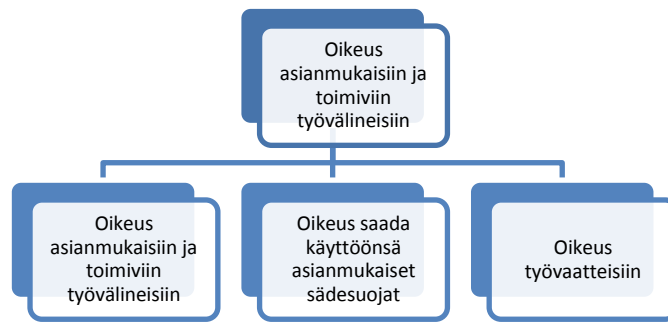 Oikeus
asianmukaisiin ja
toimiviin
työvälineisiin
Oikeus
asianmukaisiin ja
toimiviin
työvälineisiin
Oikeus saada
käyttöönsä
asianmukaiset
sädesuojat
Oikeus
työvaatteisiin